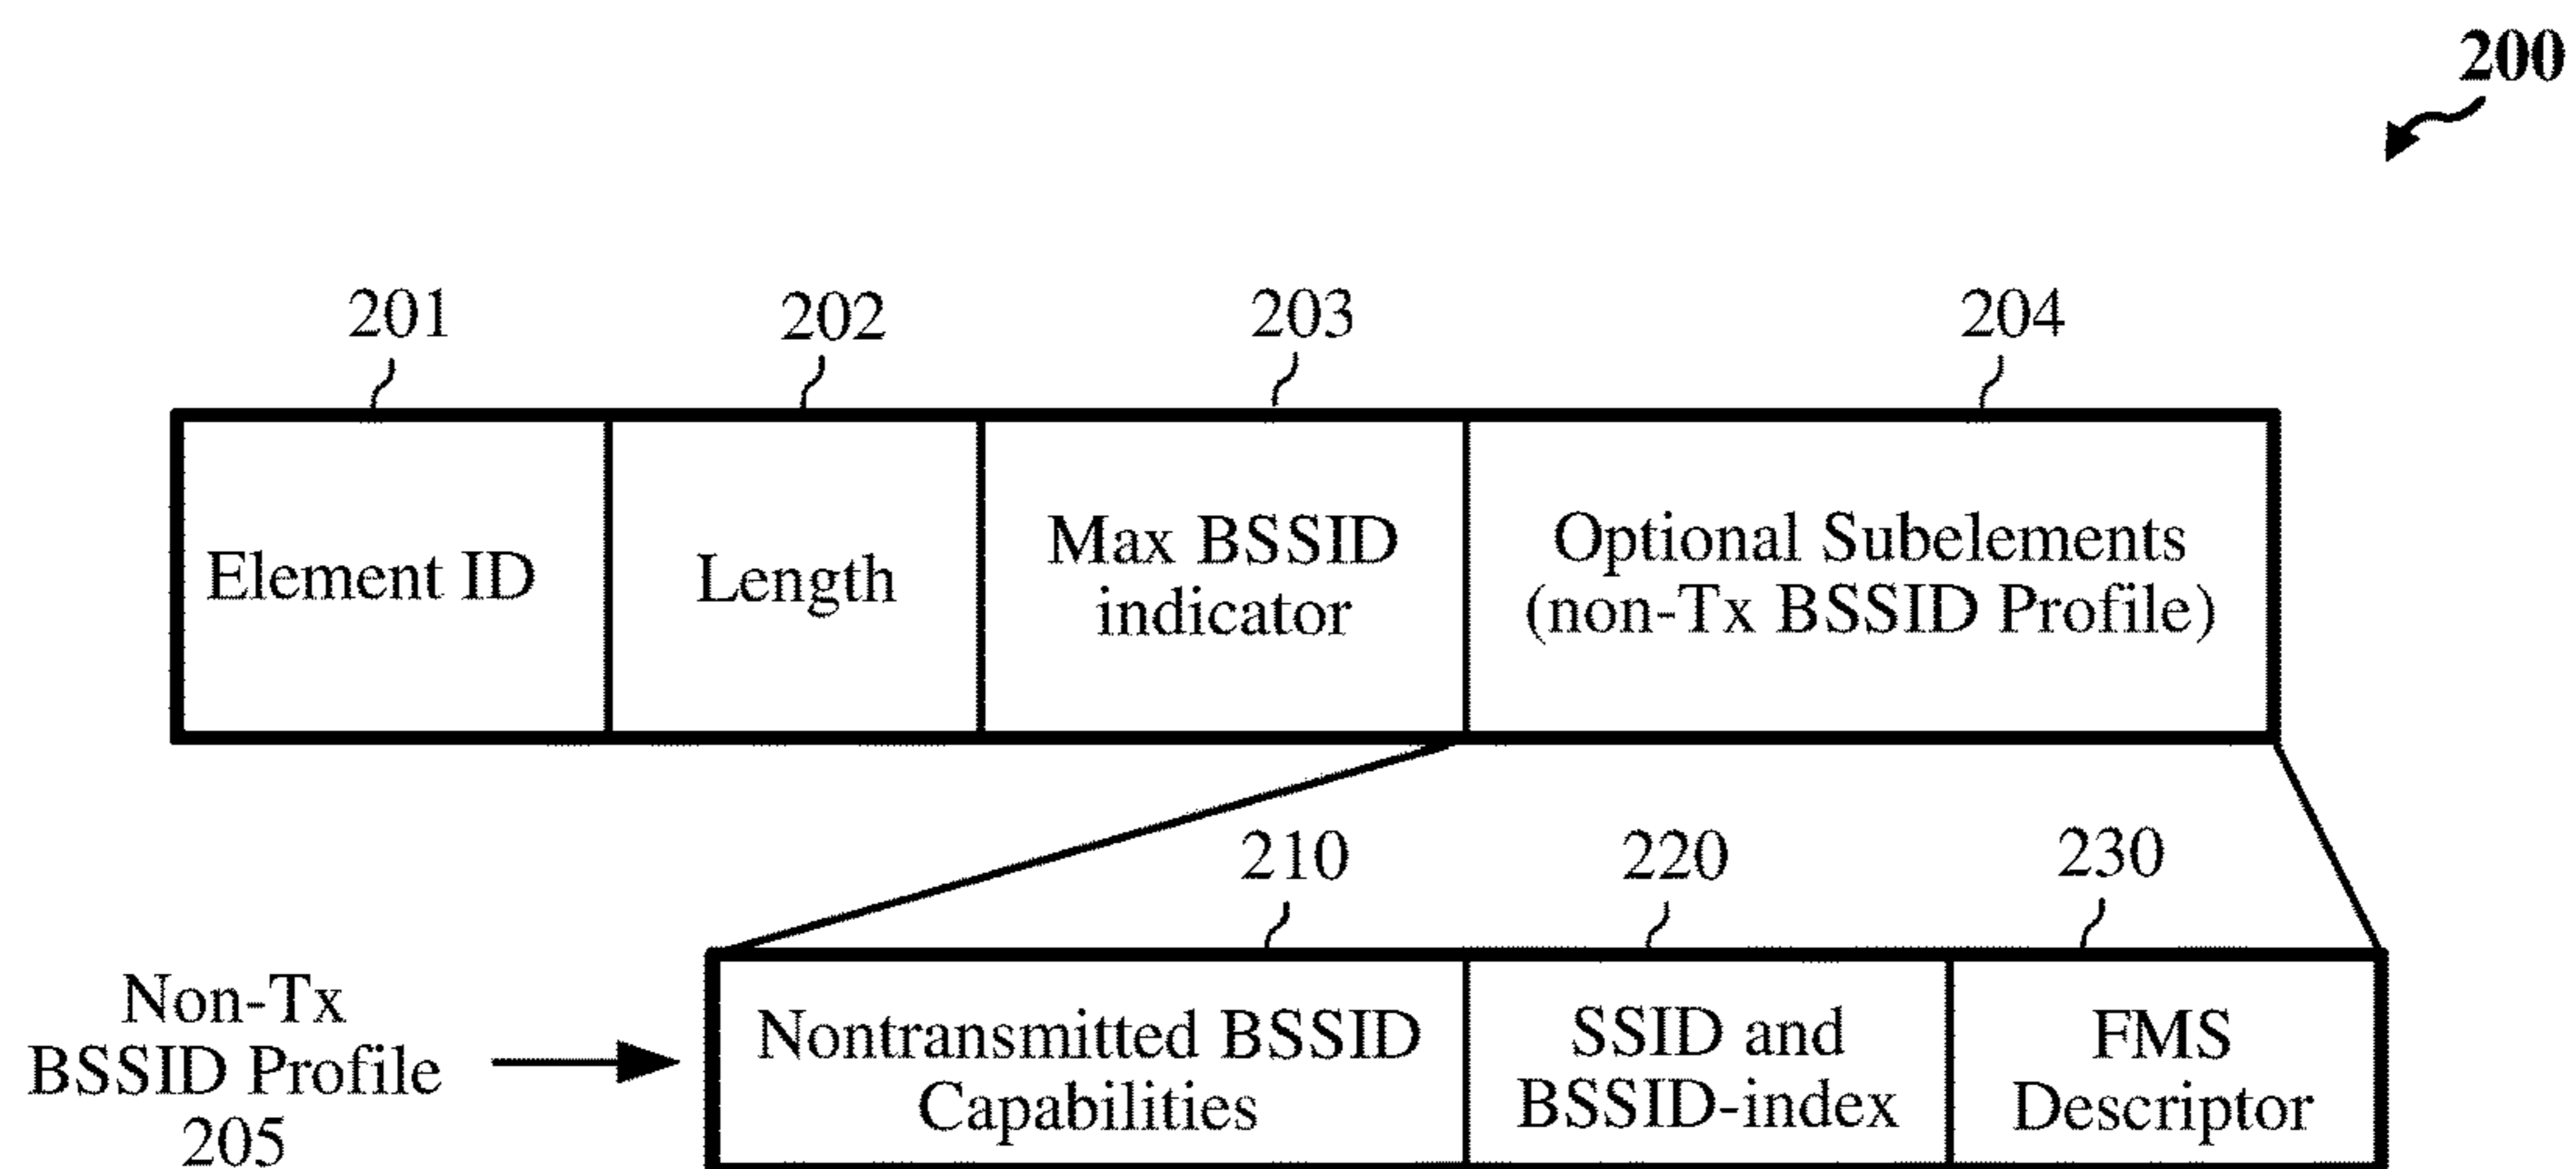 200
201
202
203
204
Element ID
Length
Max BSSID
indicator
Optional Subelements
(non-Tx BSSID Profile)
210
220
230
Non-Tx
BSSID Profile
205
Nontransmitted BSSID
Capabilities
SSID and
BSSID-index
FMS
Descriptor